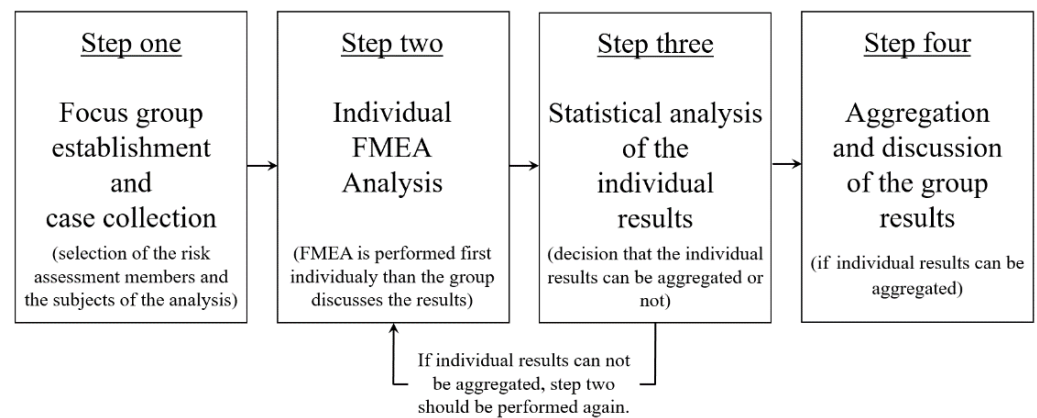 Step one
Focus group
establishment
and
case collection
(selection of the risk
assessment members and
the subjects of the analysis)
Step two
Individual
FMEA
Analysis
(FMEA is performed first
individualy than the group
discusses the results)
Step three
Statistical analysis
of the
individual
results
(decision that the individual
results can be aggregated or
not)
Step four
Aggregation
and discussion
of the group
results
(if individual results can be
aggregated)
If individual results can not
be aggregated, step two
should be performed again.